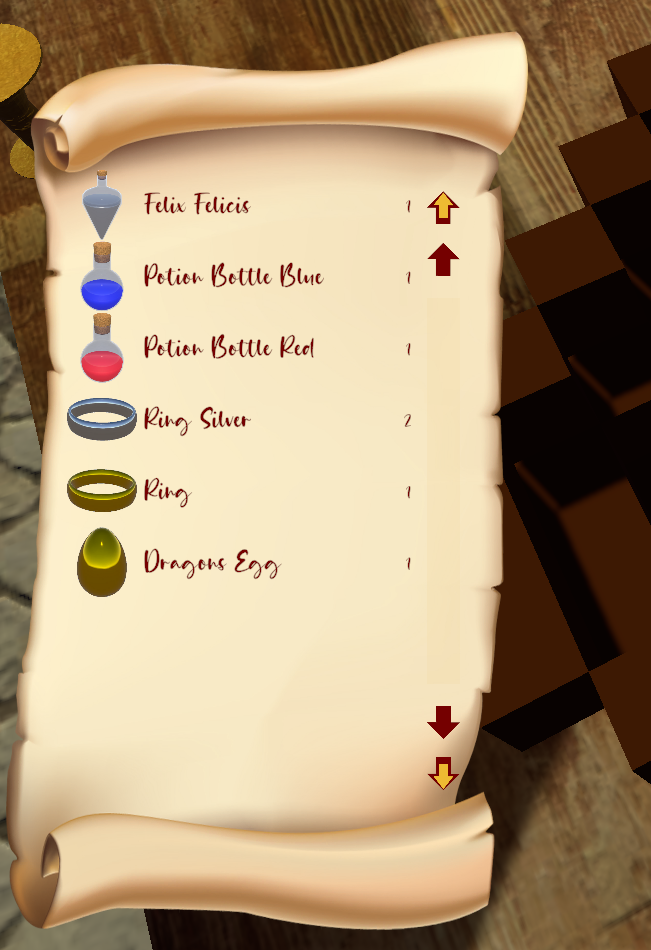 Felix Felicis 1
Potion Bottle Blue 1
Potion Bottle Red 1
Ring Silver 2
Ring 1
Dragons Egg 1